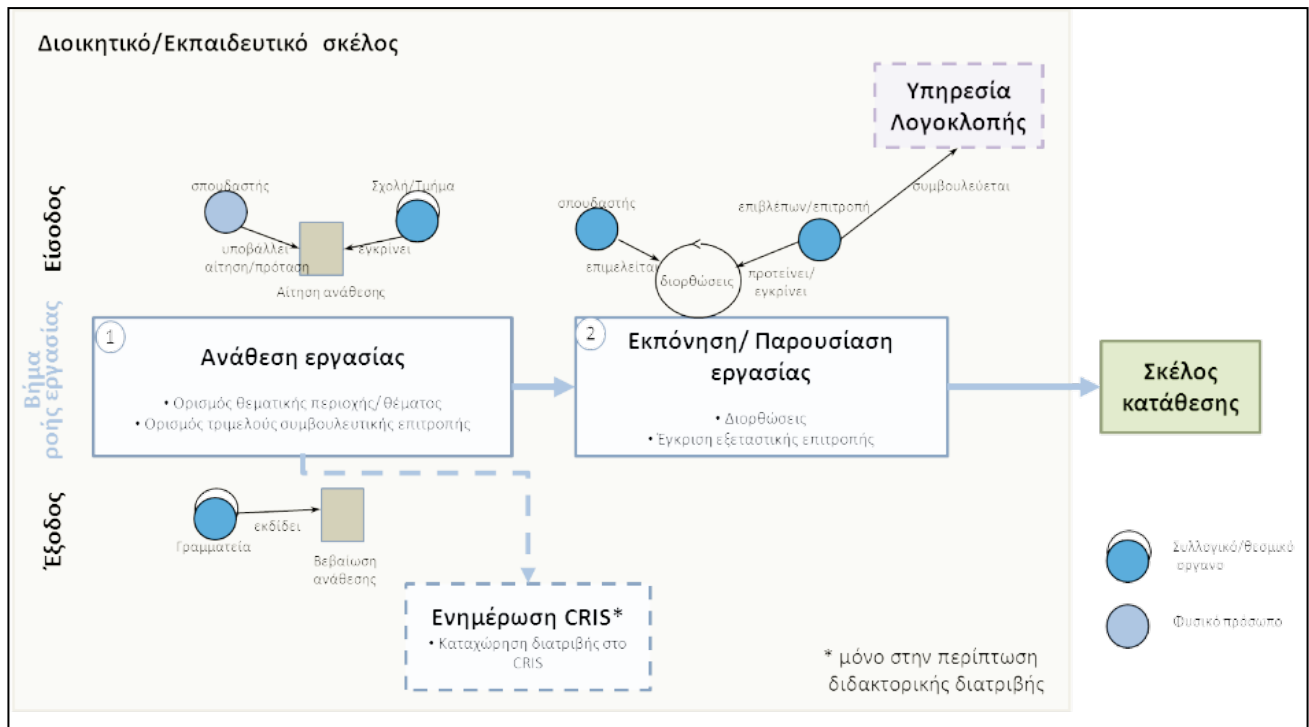 Διοικητικό/Εκπαιδευτικό σκέλος
Υπηρεσία
Λογοκλοπής
Είσοδος
σπουδαστής
Σχολή/Τμήμα
υποβάλλει
αίτηση/πρόταση
εγκρίνει
Αίτηση ανάθεσης
σπουδαστής
επιβλέπων/επιτροπή
συμβουλεύεται
επιμελείται
διορθώσεις
προτείνει/
εγκρίνει
Βήμα
ροής εργασίας
1
Ανάθεση εργασίας
• Ορισμός θεματικής περιοχής/ θέματος
• Ορισμός τριμελούς συμβουλευτικής επιτροπής
2
Εκπόνηση/ Παρουσίαση
εργασίας
• Διορθώσεις
• Έγκριση εξεταστικής επιτροπής
Σκέλος
κατάθεσης
Έξοδος
Γραμματεία
εκδίδει
Βεβαίωση
ανάθεσης
Ενημέρωση CRIS*
• Καταχώρηση διατριβής στο
CRIS
* μόνο στην περίπτωση
διδακτορικής διατριβής
Συλλογικό/θεσμικό
όργανο
Φυσικό πρόσωπο